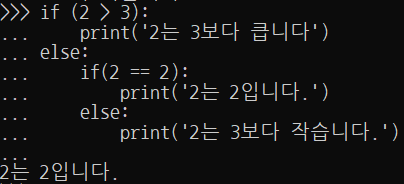 >>> if (2 > 3):
...     print('2는 3보다 큽니다')
... else:
...     if(2 == 2):
...         print('2는 2입니다.')
...     else:
...         print('2는 3보다 작습니다.')
...
2는 2입니다.